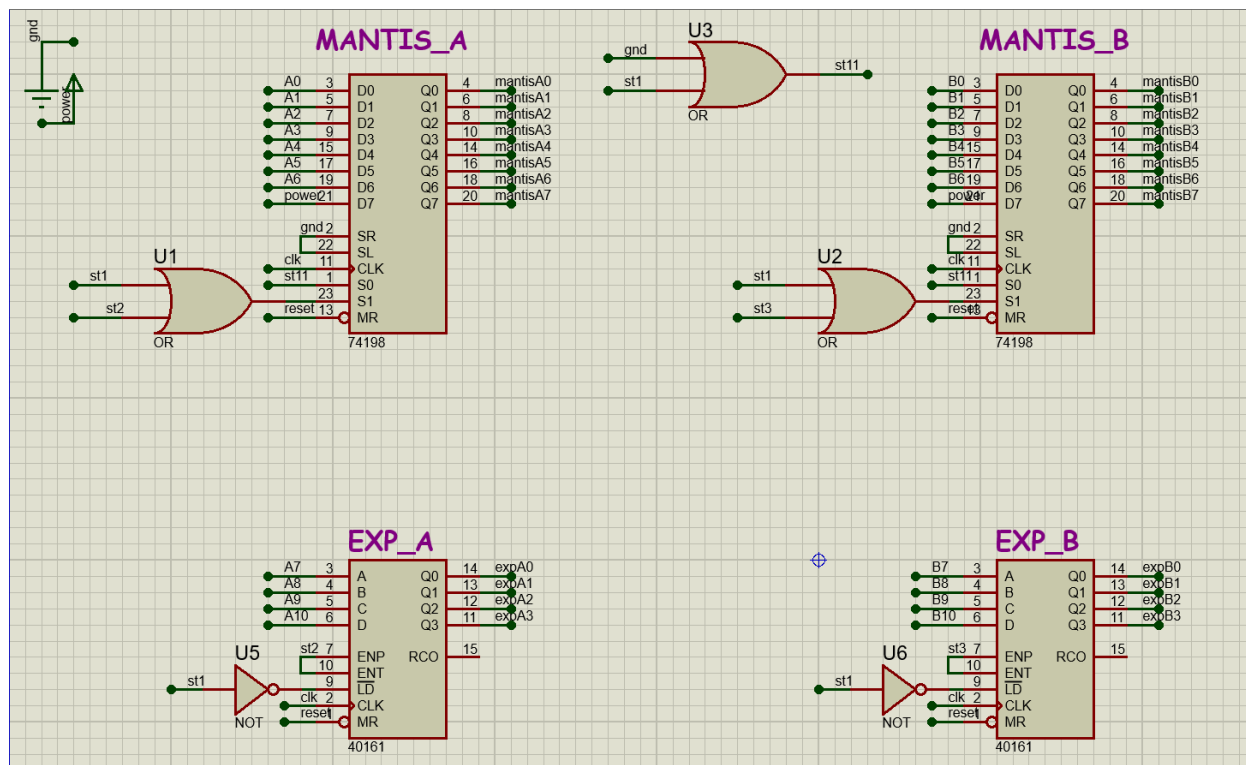 gnd
power
MANTIS_A
A0 3 D0 Q0 4 mantisA0
A1 5 D1 Q1 6 mantisA1
A2 7 D2 Q2 8 mantisA2
A3 9 D3 Q3 10 mantisA3
A4 15 D4 Q4 14 mantisA4
A5 17 D5 Q5 16 mantisA5
A6 19 D6 Q6 18 mantisA6
power 21 D7 Q7 20 mantisA7
gnd 2 SR
22 SL
clk 11 CLK
st11 1 S0
23 S1
reset 13 MR
74198
U1
st1
st2
OR
U3
gnd
st1
st11
OR
MANTIS_B
B0 3 D0 Q0 4 mantisB0
B1 5 D1 Q1 6 mantisB1
B2 7 D2 Q2 8 mantisB2
B3 9 D3 Q3 10 mantisB3
B4 15 D4 Q4 14 mantisB4
B5 17 D5 Q5 16 mantisB5
B6 19 D6 Q6 18 mantisB6
power 21 D7 Q7 20 mantisB7
gnd 2 SR
22 SL
clk 11 CLK
st11 1 S0
23 S1
reset 13 MR
74198
U2
st1
st3
OR
EXP_A
A7 3 A Q0 14 expA0
A8 4 B Q1 13 expA1
A9 5 C Q2 12 expA2
A10 6 D Q3 11 expA3
st2 7 ENP RCO 15
10 ENT
9 LD
clk 2 CLK
reset 1 MR
40161
U5
st1
NOT
EXP_B
B7 3 A Q0 14 expB0
B8 4 B Q1 13 expB1
B9 5 C Q2 12 expB2
B10 6 D Q3 11 expB3
st3 7 ENP RCO 15
10 ENT
9 LD
clk 2 CLK
reset 1 MR
40161
U6
st1
NOT